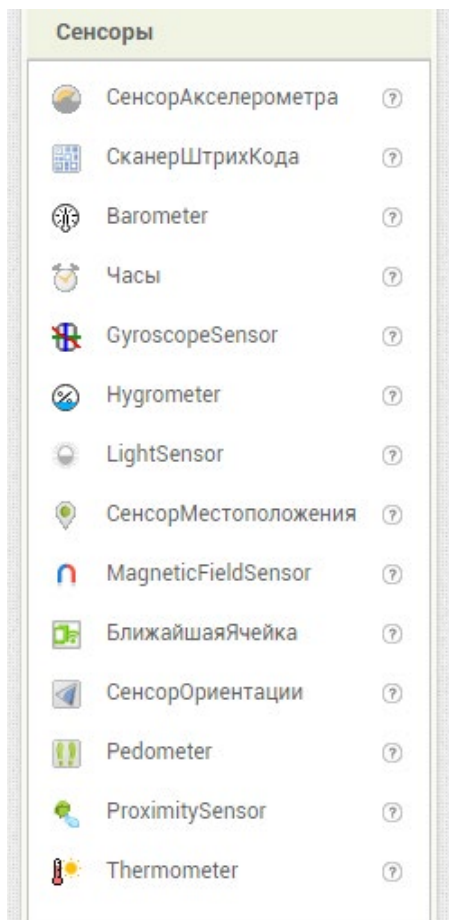 Сенсоры
СенсорАкселерометра ?
СканерШтрихКода ?
Barometer ?
Часы ?
GyroscopeSensor ?
Hygrometer ?
LightSensor ?
СенсорМестоположения ?
MagneticFieldSensor ?
БлижайшаяЯчейка ?
СенсорОриентации ?
Pedometer ?
ProximitySensor ?
Thermometer ?